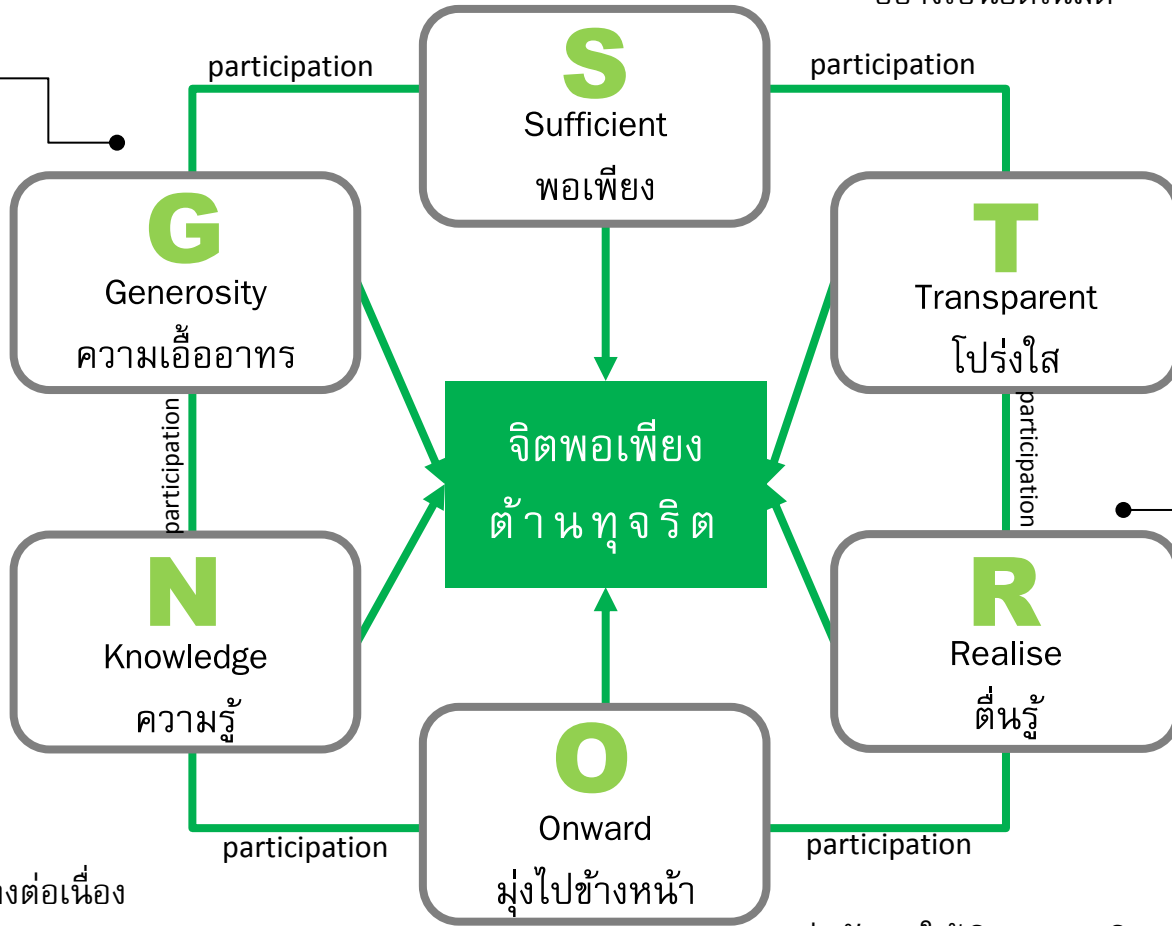 participation
S
Sufficient
พอเพียง
participation
G
Generosity
ความเอื้ออาทร
T
Transparent
โปร่งใส
จิตพอเพียง
ต้านทุจริต
participation
participation
N
Knowledge
ความรู้
R
Realise
ตื่นรู้
O
Onward
มุ่งไปข้างหน้า
participation
participation
งต่อเนื่อง